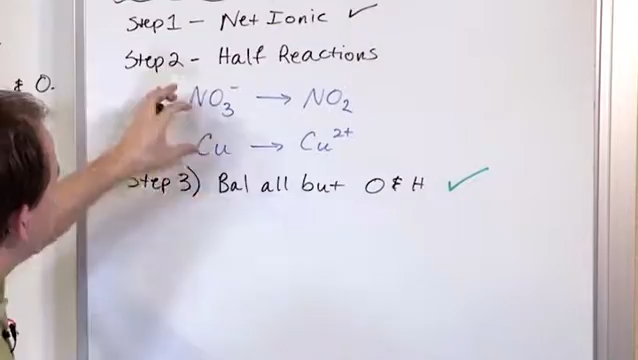 Step 1 - Net Ionic ✓
Step 2 - Half Reactions
& O.
NO₃⁻ → NO₂
Cu → Cu²⁺
Step 3) Bal all but O & H ✓